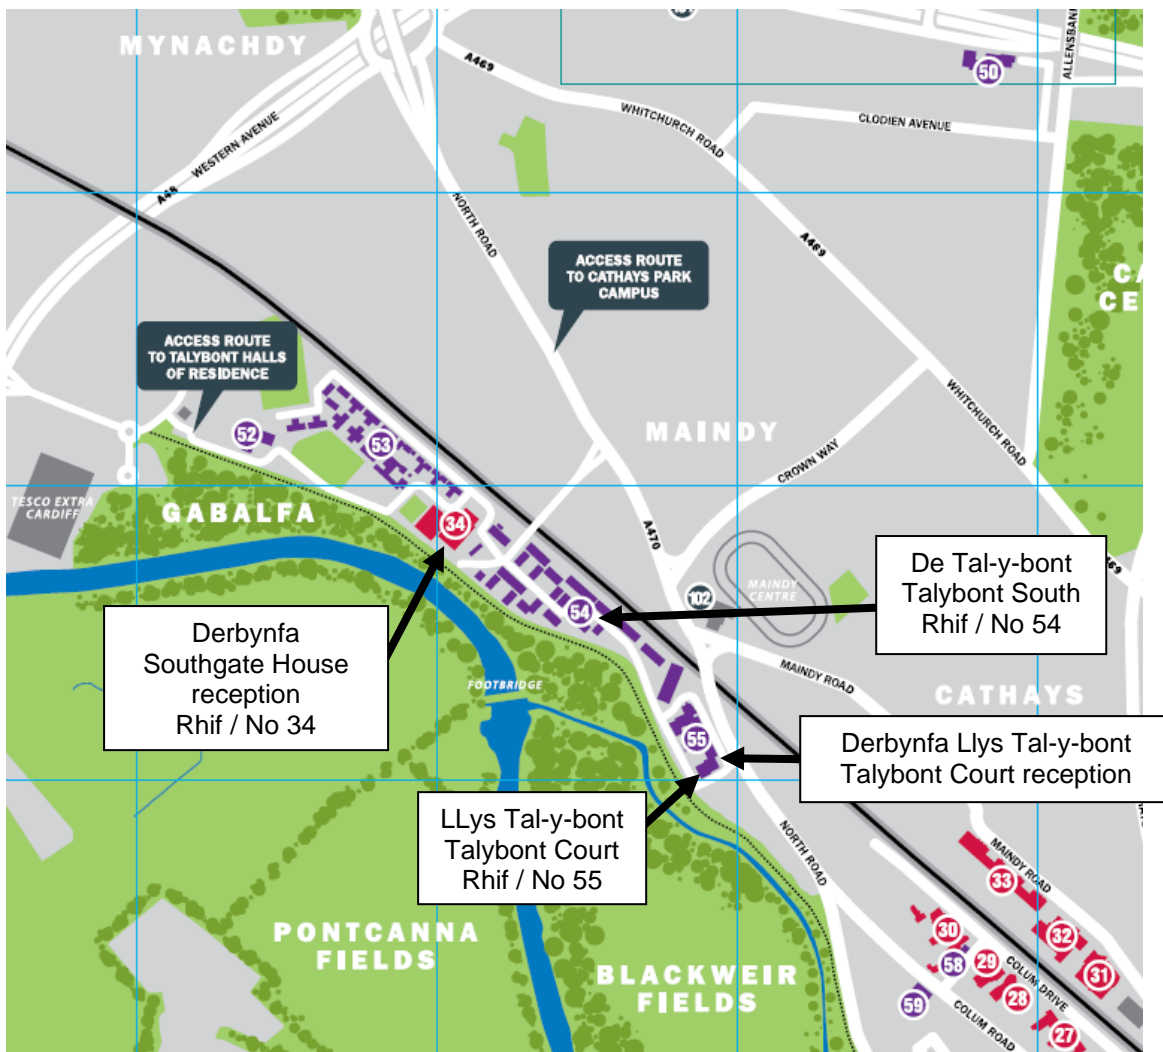 MYNACHDY
A469
50
ALLENSBAN
WHITCHURCH ROAD
CLODIEN AVENUE
WESTERN AVENUE
A48
NORTH ROAD
A469
ACCESS ROUTE
TO CATHAYS PARK
CAMPUS
CA
CE
ACCESS ROUTE
TO TALYBONT HALLS
OF RESIDENCE
52
53
MAINDY
WHITCHURCH ROAD
CROWN WAY
TESCO EXTRA
CARDIFF
GABALFA
34
A470
De Tal-y-bont
Talybont South
Rhif / No 54
69
MAINDY
CENTRE
102
54
Derbynfa
Southgate House
reception
Rhif / No 34
FOOTBRIDGE
MAINDY ROAD
CATHAYS
55
Derbynfa Llys Tal-y-bont
Talybont Court reception
LLys Tal-y-bont
Talybont Court
Rhif / No 55
NORTH ROAD
MAINDY ROAD
33
PONTCANNA
FIELDS
BLACKWEIR
FIELDS
30
32
58
29
31
28
59
COLUM DRIVE
COLUM ROAD
27